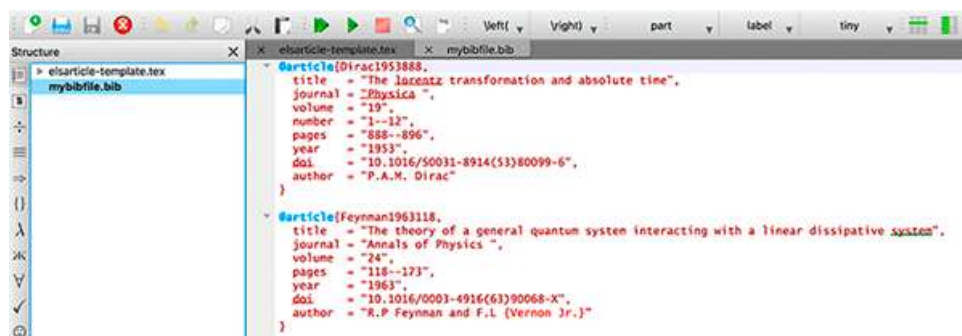 \left( \right) part label tiny
Structure
elsarticle-template.tex mybibfile.bib
elsarticle-template.tex
mybibfile.bib
@article{Dirac1953888,
title = "The lorentz transformation and absolute time",
journal = "Physica ",
volume = "19",
number = "1--12",
pages = "888--896",
year = "1953",
doi = "10.1016/S0031-8914(53)80099-6",
author = "P.A.M. Dirac"
}
@article{Feynman1963118,
title = "The theory of a general quantum system interacting with a linear dissipative system",
journal = "Annals of Physics ",
volume = "24",
pages = "118--173",
year = "1963",
doi = "10.1016/0003-4916(63)90068-X",
author = "R.P Feynman and F.L {Vernon Jr.}"
}